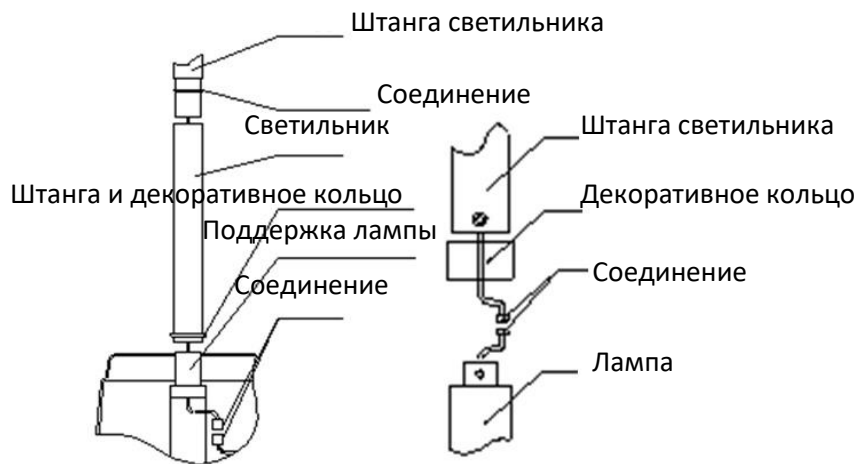 Штанга светильника
Соединение
Светильник
Штанга и декоративное кольцо
Поддержка лампы
Соединение
Штанга светильника
Декоративное кольцо
Соединение
Лампа